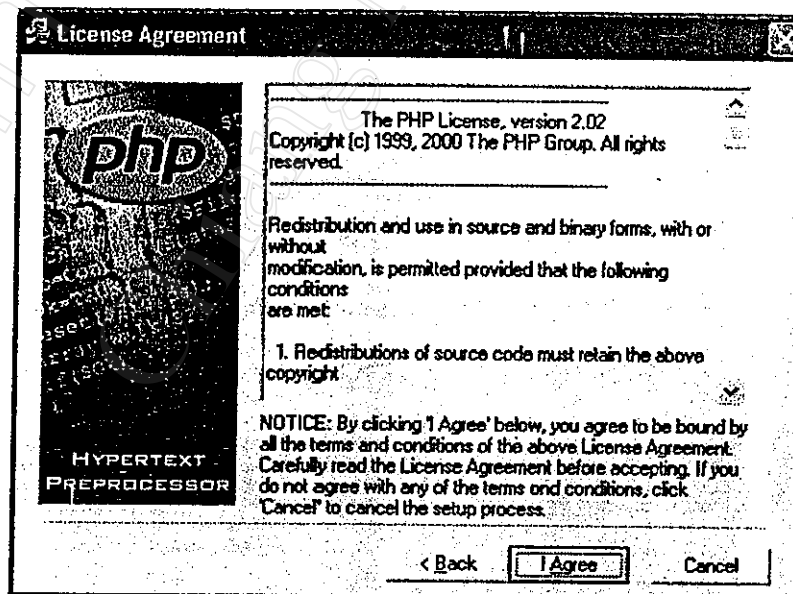 License Agreement
php
HYPERTEXT
PREPROCESSOR
The PHP License, version 2.02
Copyright (c) 1999, 2000 The PHP Group. All rights
reserved.
Redistribution and use in source and binary forms, with or
without
modification, is permitted provided that the following
conditions
are met:
1. Redistributions of source code must retain the above
copyright
NOTICE: By clicking 'I Agree' below, you agree to be bound by
all the terms and conditions of the above License Agreement.
Carefully read the License Agreement before accepting. If you
do not agree with any of the terms and conditions, click
'Cancel' to cancel the setup process.
< Back
I Agree
Cancel